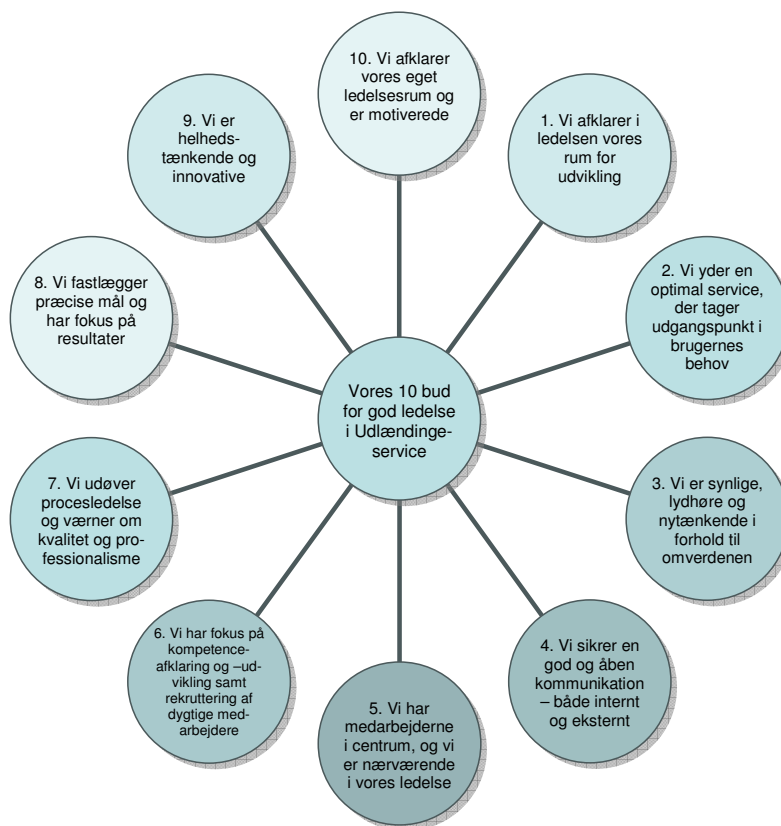 10. Vi afklarer
vores eget
ledelsesrum og
er motiverede
1. Vi afklarer i
ledelsen vores
rum for
udvikling
2. Vi yder en
optimal service,
der tager
udgangspunkt i
brugernes
behov
3. Vi er synlige,
lydhøre og
nytænkende i
forhold til
omverdenen
4. Vi sikrer en
god og åben
kommunikation
– både internt
og eksternt
5. Vi har
medarbejderne
i centrum, og vi
er nærværende
i vores ledelse
6. Vi har fokus på
kompetence-
afklaring og –ud-
vikling samt
rekruttering af
dygtige med-
arbejdere
7. Vi udøver
procesledelse
og værner om
kvalitet og pro-
fessionalisme
8. Vi fastlægger
præcise mål og
har fokus på
resultater
9. Vi er
helheds-
tænkende og
innovative
Vores 10 bud
for god ledelse
i Udlændinge-
service